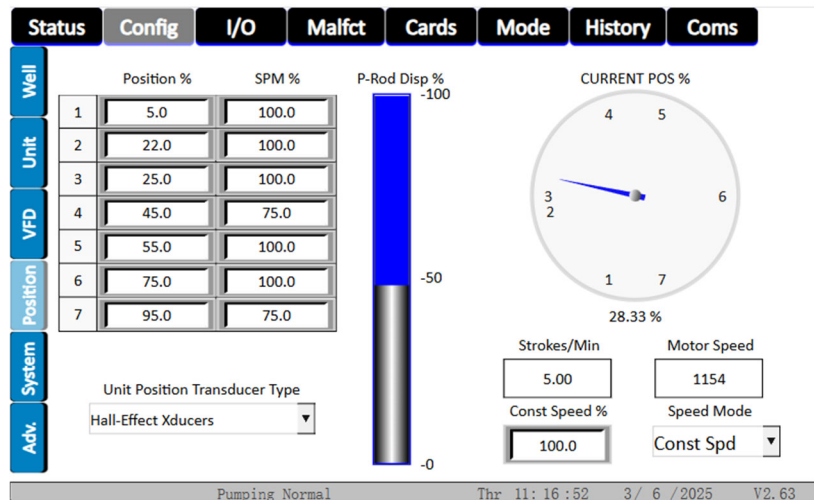 Status Config I/O Malfct Cards Mode History Coms
Well
Unit
VFD
Position
System
Adv.
Position % SPM %
1 5.0 100.0
2 22.0 100.0
3 25.0 100.0
4 45.0 75.0
5 55.0 100.0
6 75.0 100.0
7 95.0 75.0
Unit Position Transducer Type
Hall-Effect Xducers
P-Rod Disp %
-100
-50
-0
CURRENT POS %
4 5
3 6
2
1 7
28.33 %
Strokes/Min Motor Speed
5.00 1154
Const Speed % Speed Mode
100.0 Const Spd
Pumping Normal Thr 11:16:52 3/ 6 /2025 V2.63